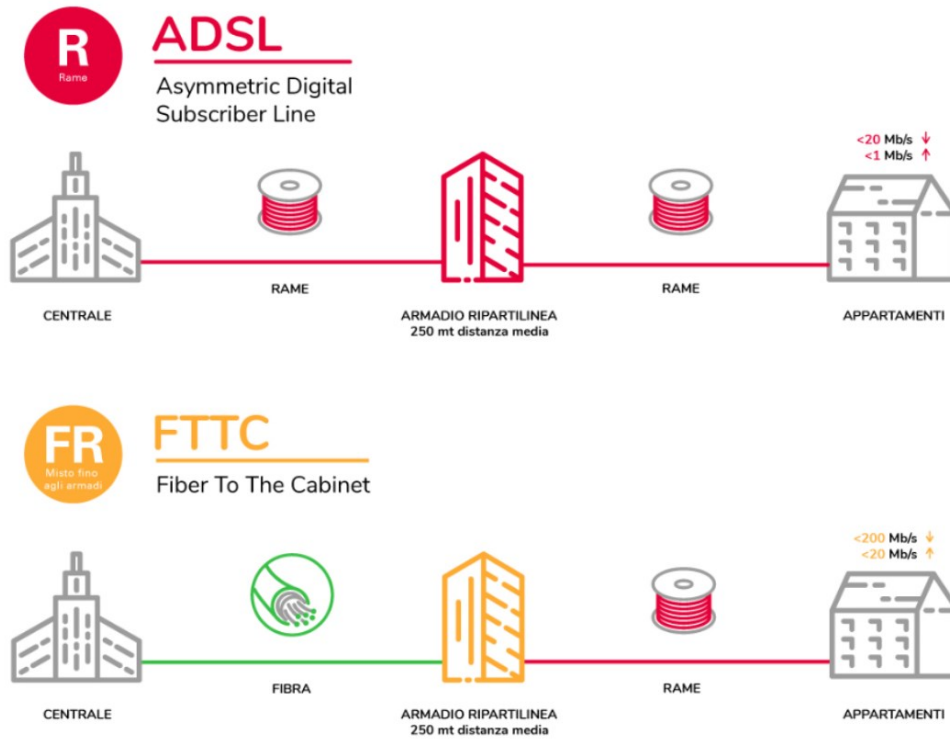 R
Rame
ADSL
Asymmetric Digital
Subscriber Line
<20 Mb/s ↓
<1 Mb/s ↑
RAME
RAME
CENTRALE
ARMADIO RIPARTILINEA
250 mt distanza media
APPARTAMENTI
FR
Misto fino
agli armadi
FTTC
Fiber To The Cabinet
<200 Mb/s ↓
<20 Mb/s ↑
FIBRA
RAME
CENTRALE
ARMADIO RIPARTILINEA
250 mt distanza media
APPARTAMENTI